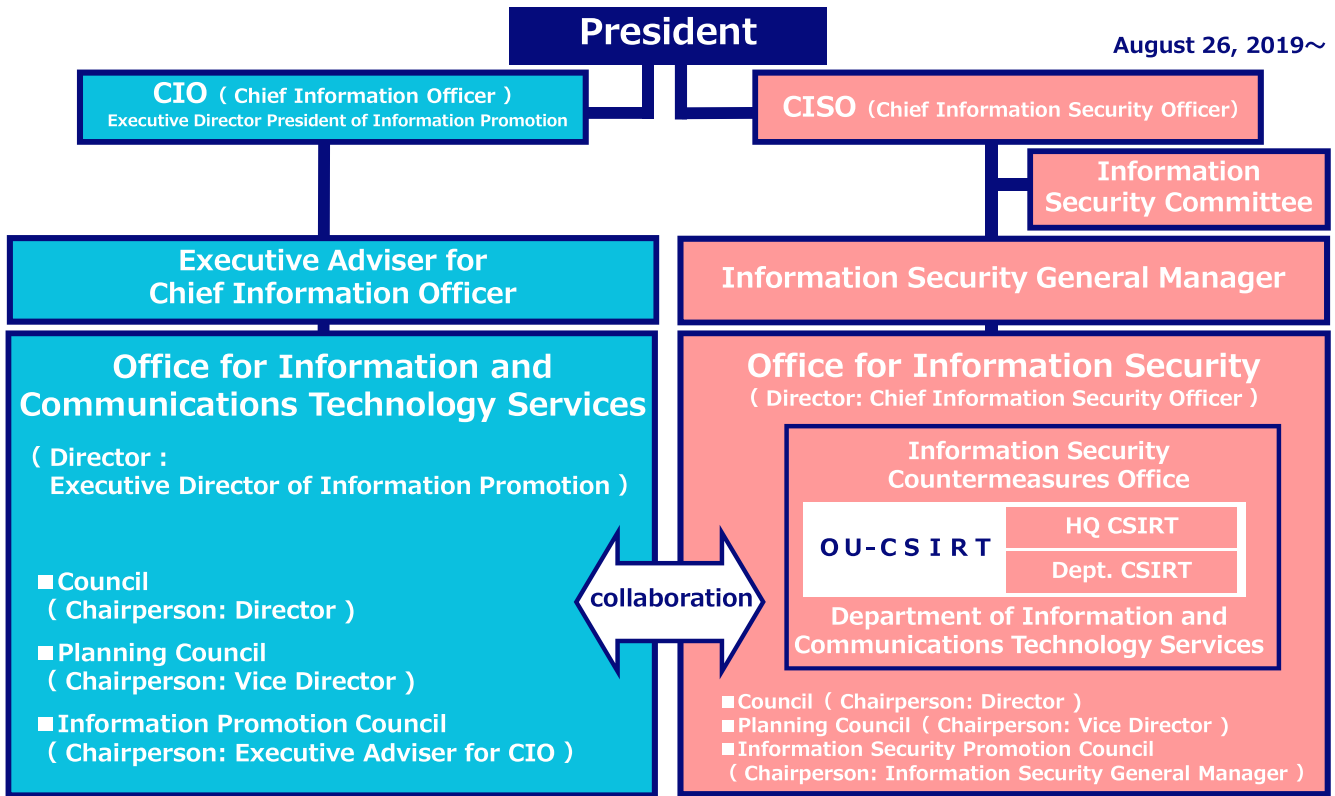 President
August 26, 2019～
CIO（ Chief Information Officer ）
Executive Director President of Information Promotion
CISO（Chief Information Security Officer）
Information
Security Committee
Executive Adviser for
Chief Information Officer
Information Security General Manager
Office for Information and
Communications Technology Services
（ Director :
Executive Director of Information Promotion ）
■Council
（ Chairperson: Director ）
■Planning Council
（ Chairperson: Vice Director ）
■Information Promotion Council
（ Chairperson: Executive Adviser for CIO ）
collaboration
Office for Information Security
（ Director: Chief Information Security Officer ）
Information Security
Countermeasures Office
OU-CSIRT
HQ CSIRT
Dept. CSIRT
Department of Information and
Communications Technology Services
■Council（ Chairperson: Director ）
■Planning Council（ Chairperson: Vice Director ）
■Information Security Promotion Council
（ Chairperson: Information Security General Manager ）